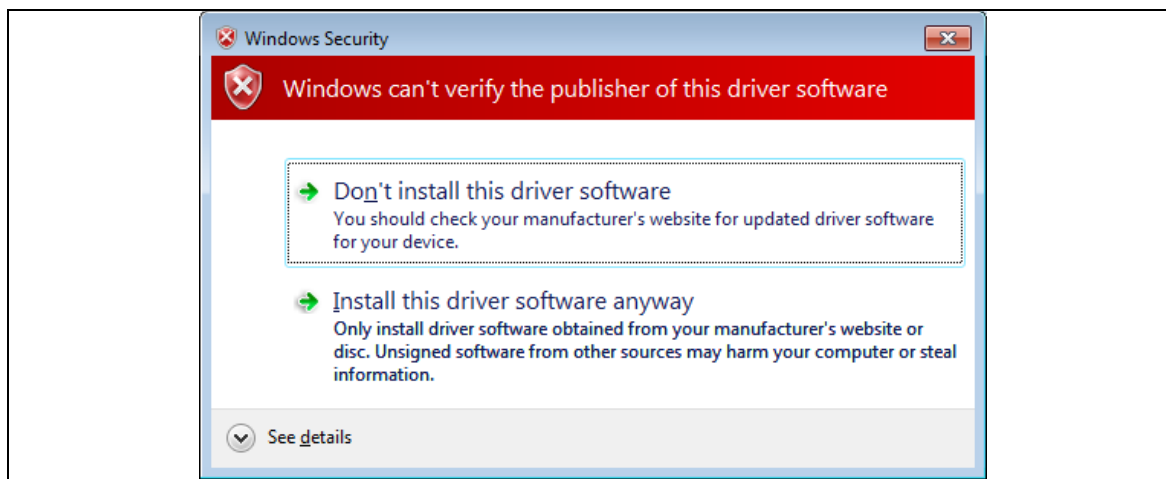 Windows Security
Windows can't verify the publisher of this driver software
Don't install this driver software
You should check your manufacturer's website for updated driver software
for your device.
Install this driver software anyway
Only install driver software obtained from your manufacturer's website or
disc. Unsigned software from other sources may harm your computer or steal
information.
See details